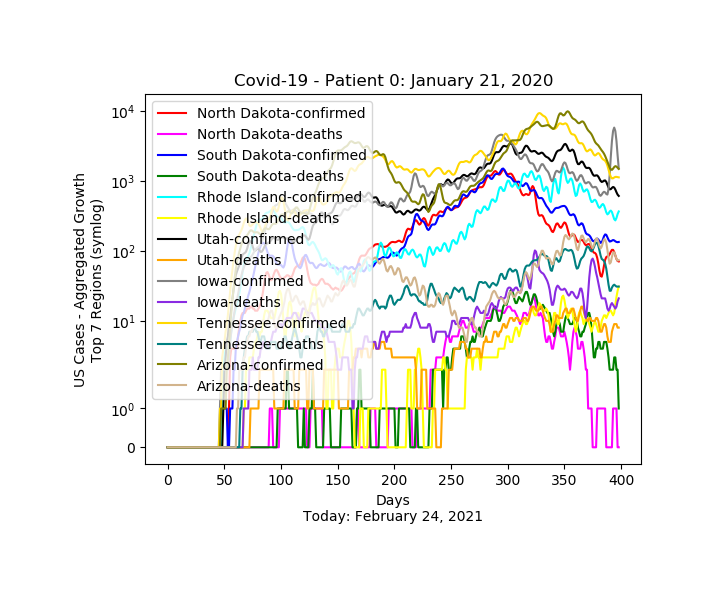 Covid-19 - Patient 0: January 21, 2020
US Cases - Aggregated Growth
Top 7 Regions (symlog)
10^4
10^3
10^2
10^1
10^0
0
North Dakota-confirmed
North Dakota-deaths
South Dakota-confirmed
South Dakota-deaths
Rhode Island-confirmed
Rhode Island-deaths
Utah-confirmed
Utah-deaths
Iowa-confirmed
Iowa-deaths
Tennessee-confirmed
Tennessee-deaths
Arizona-confirmed
Arizona-deaths
0 50 100 150 200 250 300 350 400
Days
Today: February 24, 2021